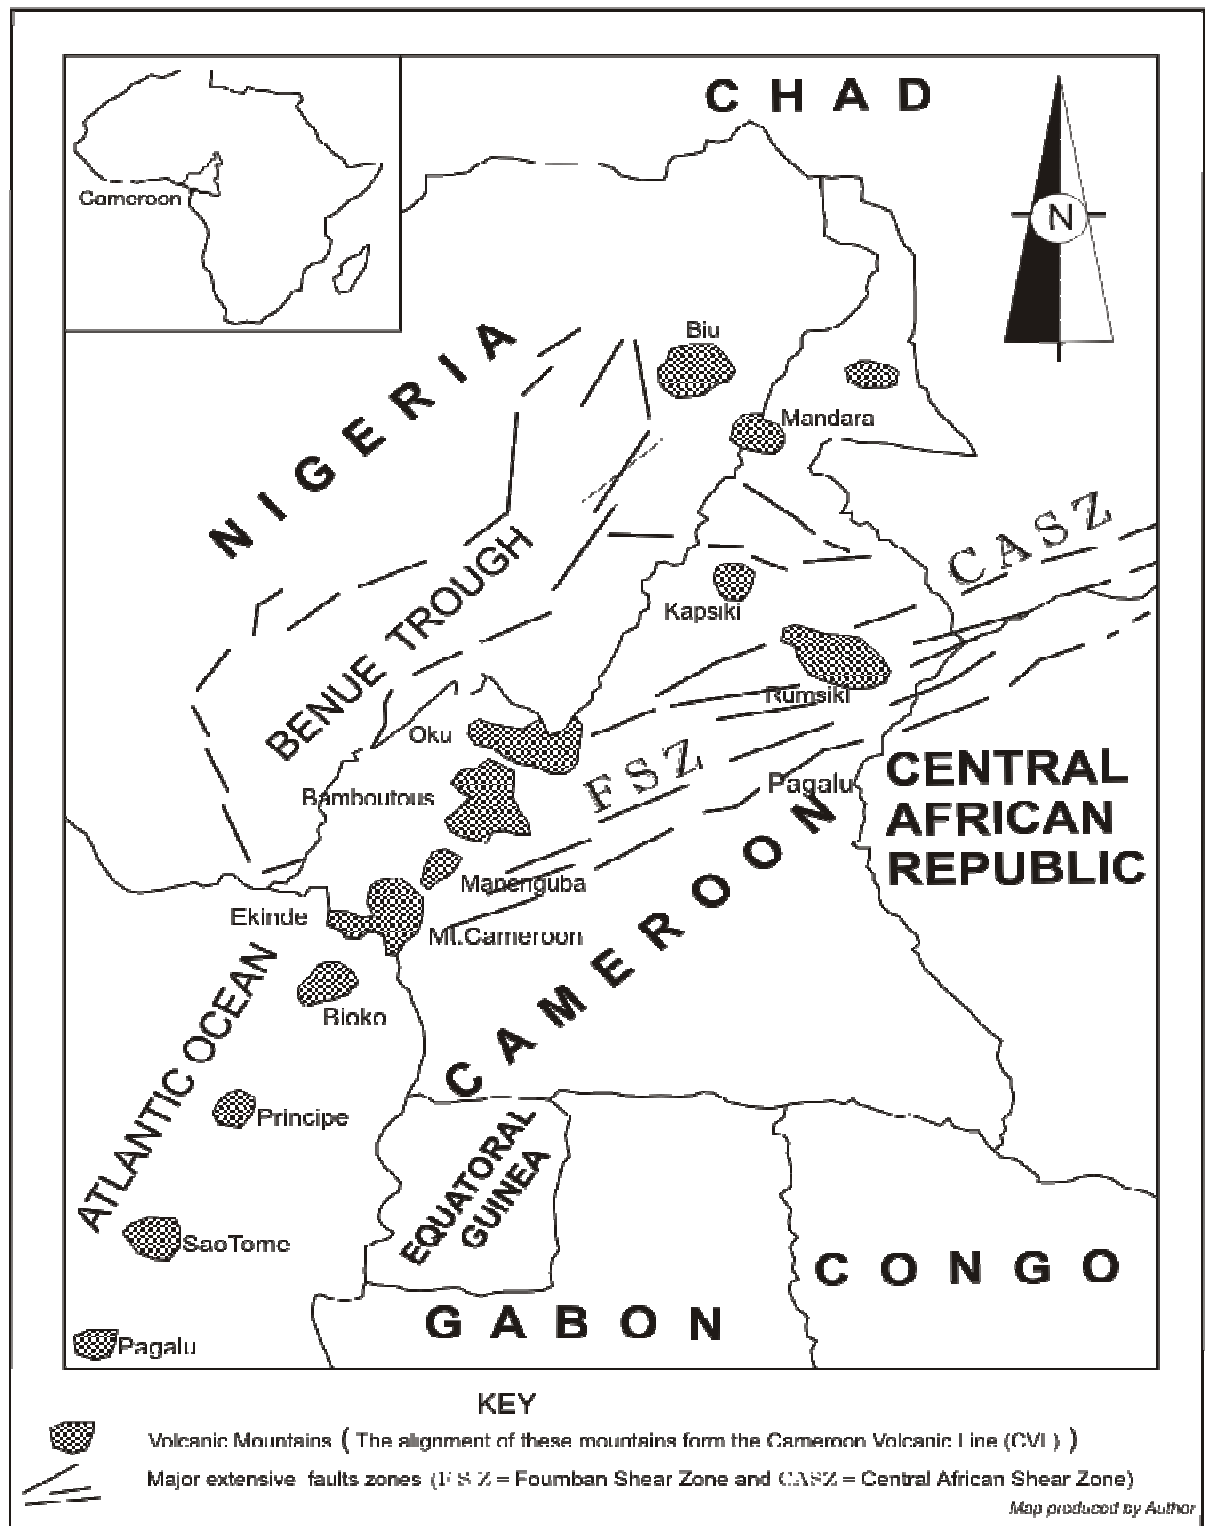 CHAD
Cameroon
N
Biu
NIGERIA
Mandara
CASZ
BENUE TROUGH
Kapsiki
Rumsiki
Oku
FSZ
Pagalu
CENTRAL
AFRICAN
REPUBLIC
Bamboutous
Manenguba
Ekinde
Mt.Cameroon
CAMEROON
ATLANTIC OCEAN
Bioko
Principe
EQUATORAL
GUINEA
SaoTome
CONGO
GABON
Pagalu
KEY
Volcanic Mountains ( The alignment of these mountains form the Cameroon Volcanic Line (CVL) )
Major extensive faults zones (FSZ = Foumban Shear Zone and CASZ = Central African Shear Zone)
Map produced by Author